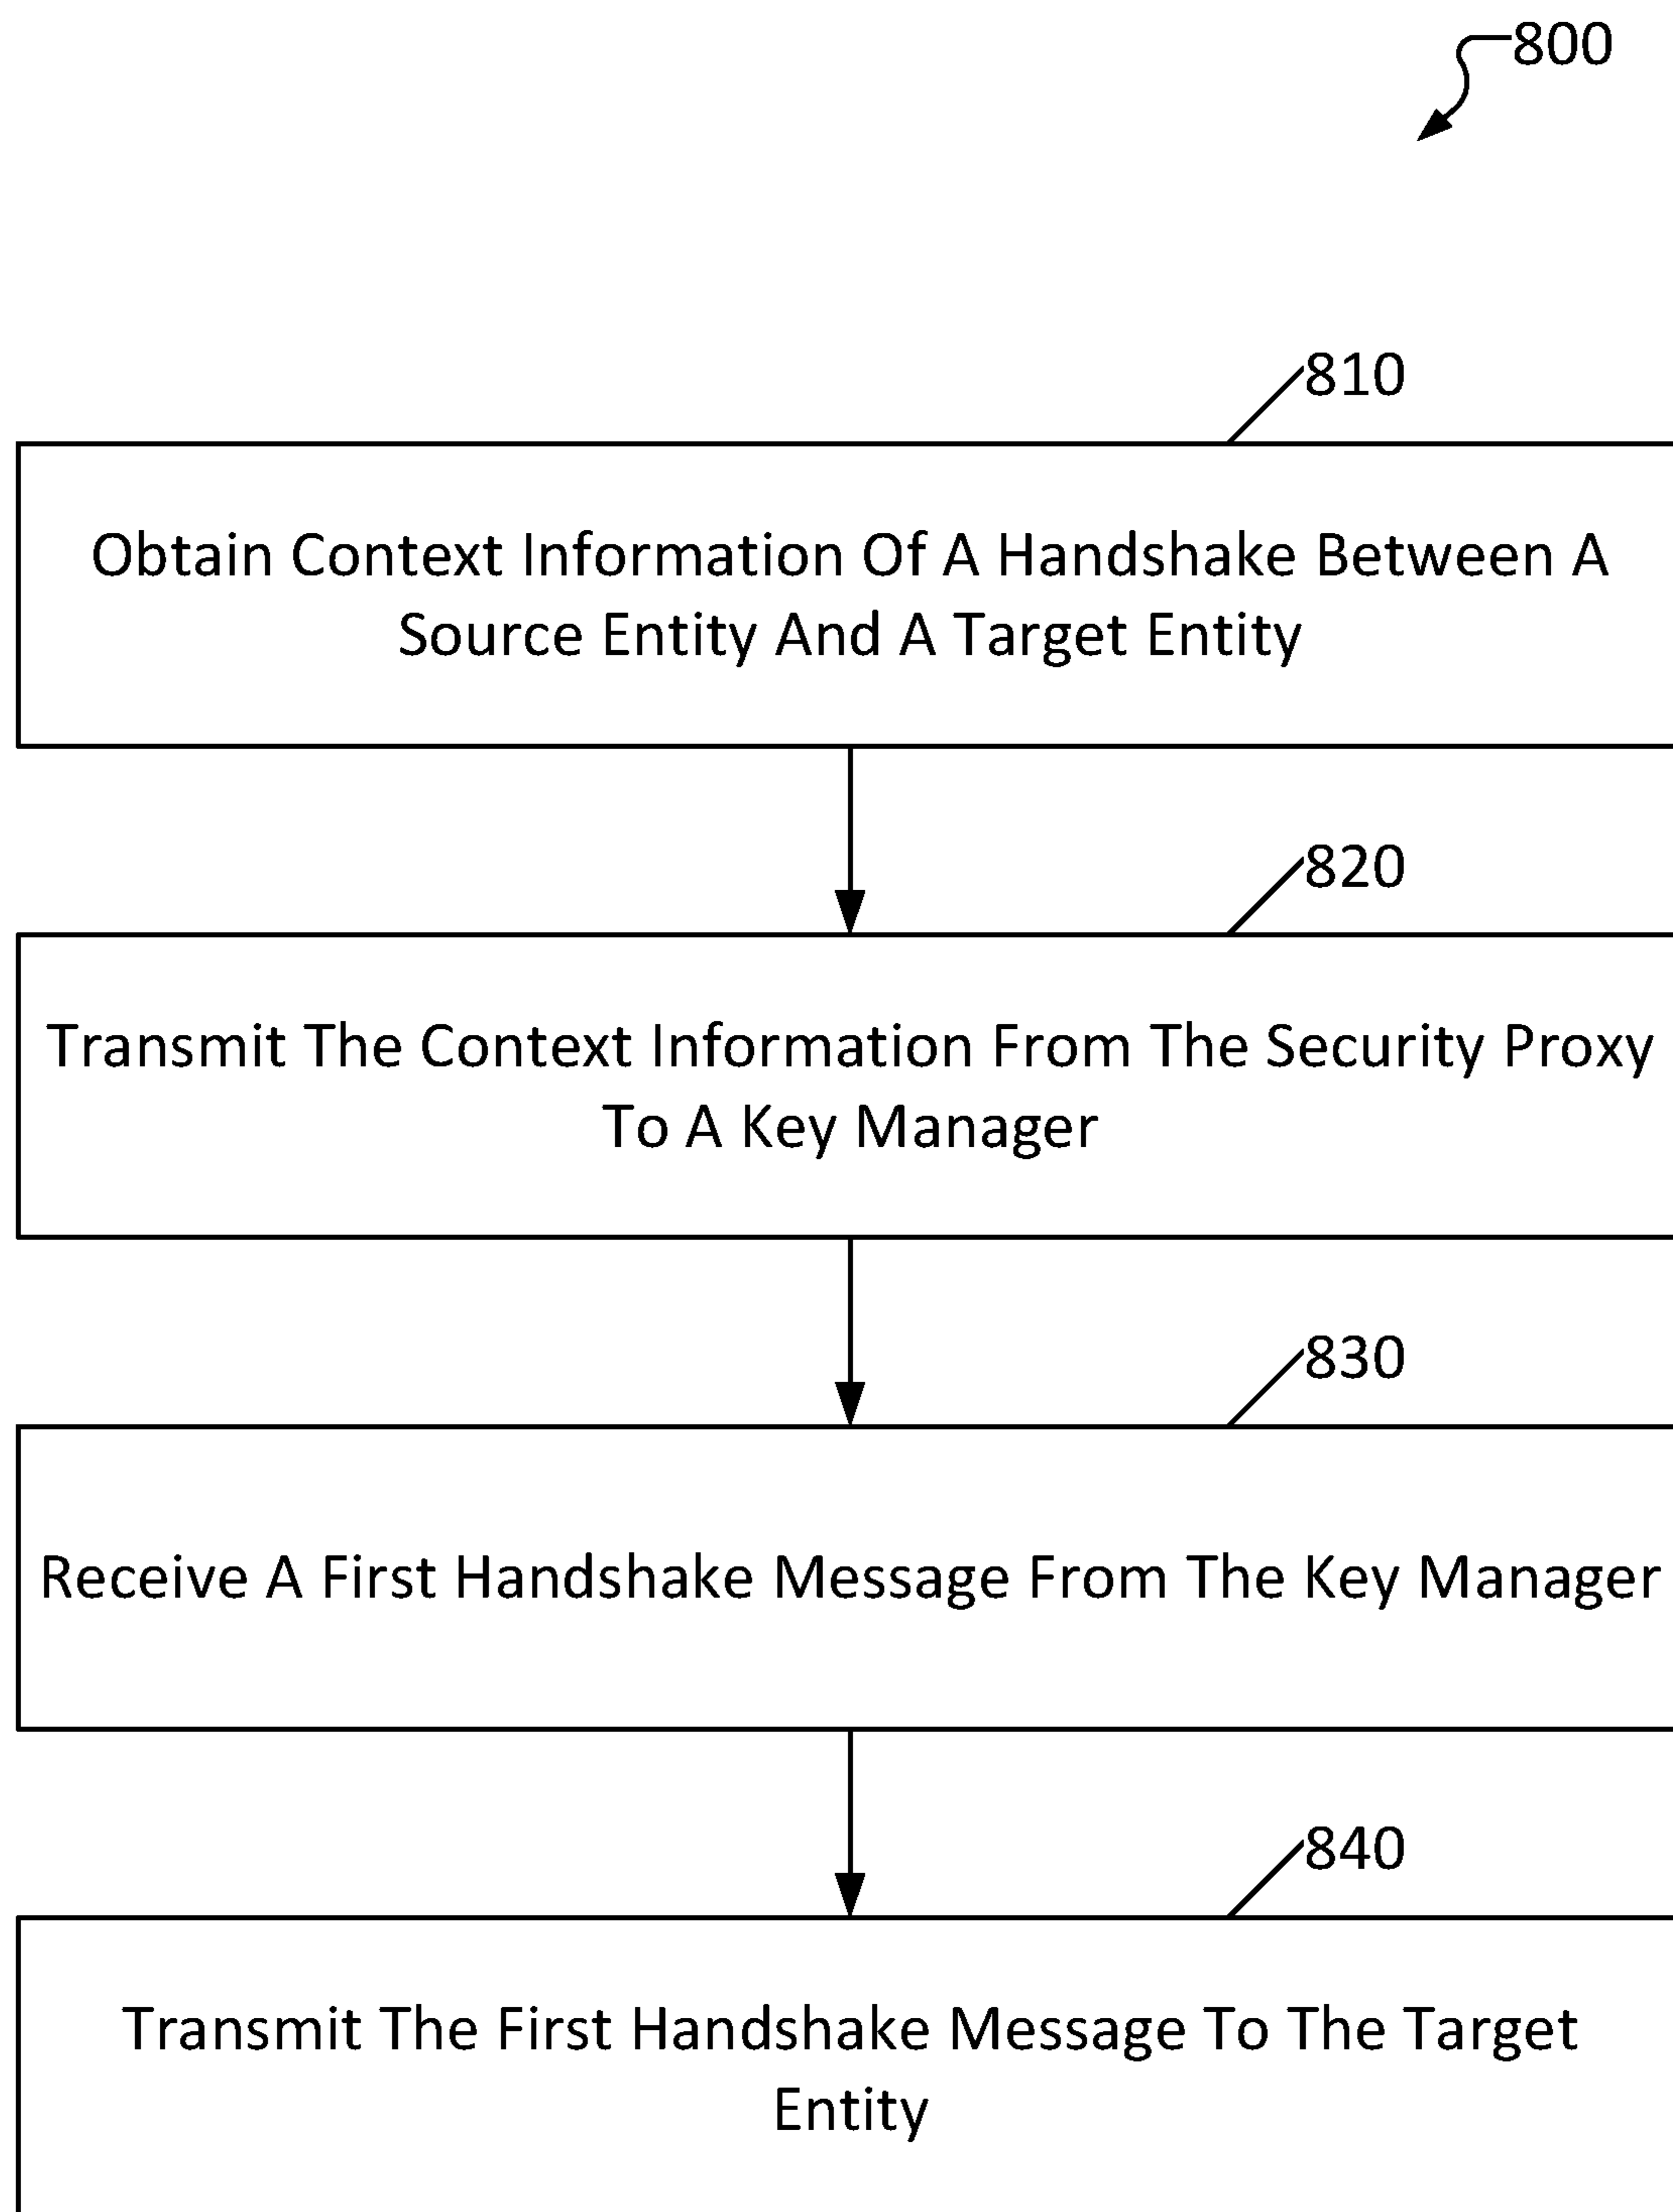 800
810
Obtain Context Information Of A Handshake Between A
Source Entity And A Target Entity
820
Transmit The Context Information From The Security Proxy
To A Key Manager
830
Receive A First Handshake Message From The Key Manager
840
Transmit The First Handshake Message To The Target
Entity